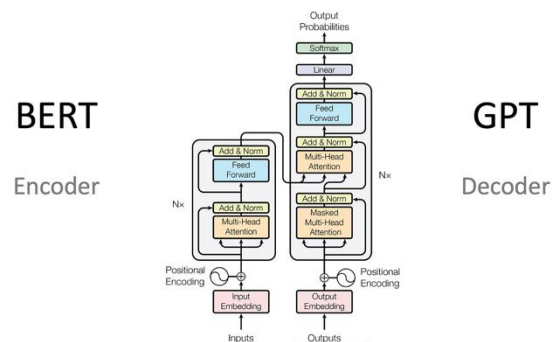 BERT
Encoder
Output
Probabilities
Softmax
Linear
Add & Norm
Feed
Forward
Add & Norm
Multi-Head
Attention
Add & Norm
Masked
Multi-Head
Attention
N×
Positional
Encoding
Output
Embedding
Outputs
Add & Norm
Feed
Forward
N×
Add & Norm
Multi-Head
Attention
Positional
Encoding
Input
Embedding
Inputs
GPT
Decoder